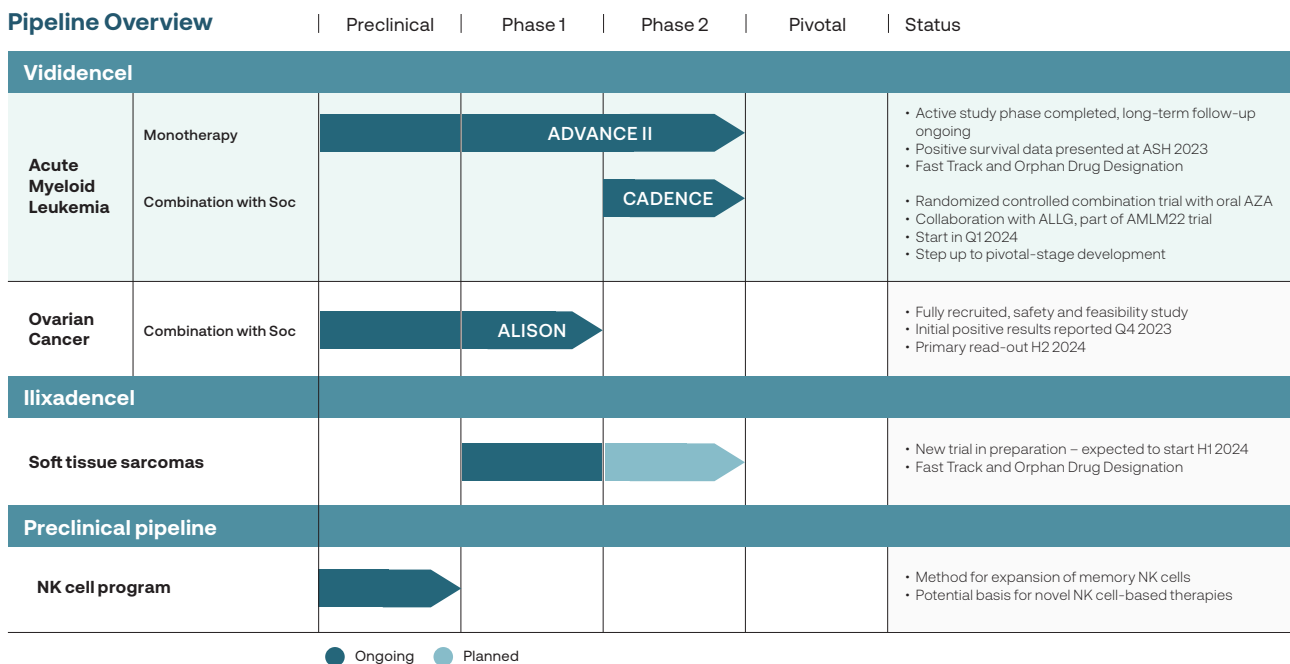 Pipeline Overview
Preclinical
Phase 1
Phase 2
Pivotal
Status
Vididencel
Acute
Myeloid
Leukemia
Monotherapy
ADVANCE II
• Active study phase completed, long-term follow-up
ongoing
• Positive survival data presented at ASH 2023
• Fast Track and Orphan Drug Designation
Combination with Soc
CADENCE
• Randomized controlled combination trial with oral AZA
• Collaboration with ALLG, part of AMLM22 trial
• Start in Q1 2024
• Step up to pivotal-stage development
Ovarian
Cancer
Combination with Soc
ALISON
• Fully recruited, safety and feasibility study
• Initial positive results reported Q4 2023
• Primary read-out H2 2024
Ilixadencel
Soft tissue sarcomas
• New trial in preparation – expected to start H1 2024
• Fast Track and Orphan Drug Designation
Preclinical pipeline
NK cell program
• Method for expansion of memory NK cells
• Potential basis for novel NK cell-based therapies
Ongoing
Planned